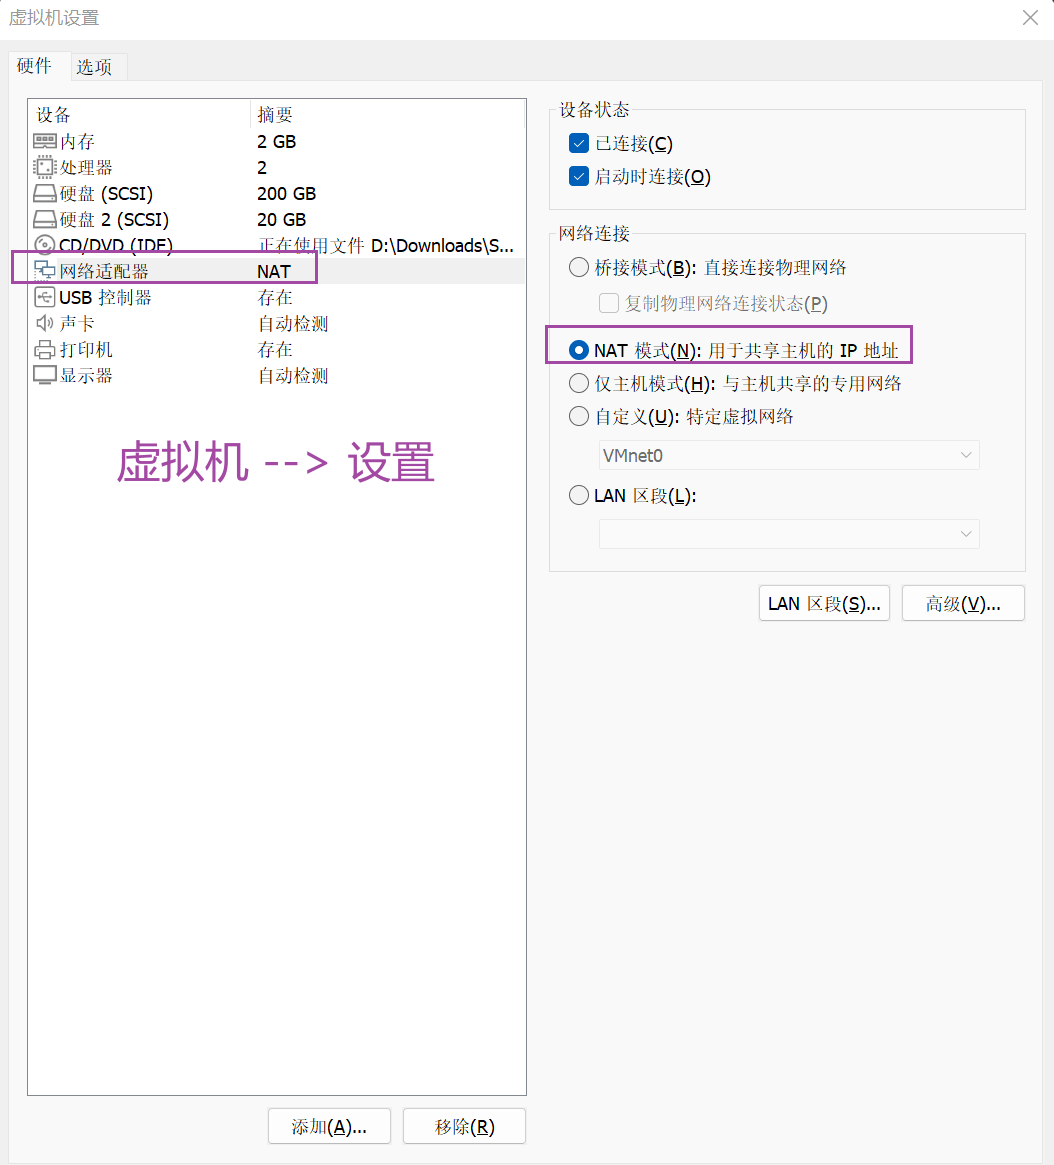 虚拟机设置
硬件 选项
设备 摘要
内存 2 GB
处理器 2
硬盘 (SCSI) 200 GB
硬盘 2 (SCSI) 20 GB
CD/DVD (IDE) 正在使用文件 D:\Downloads\S...
网络适配器 NAT
USB 控制器 存在
声卡 自动检测
打印机 存在
显示器 自动检测
虚拟机 --> 设置
添加(A)... 移除(R)
设备状态
已连接(C)
启动时连接(O)
网络连接
桥接模式(B): 直接连接物理网络
复制物理网络连接状态(P)
NAT 模式(N): 用于共享主机的 IP 地址
仅主机模式(H): 与主机共享的专用网络
自定义(U): 特定虚拟网络
VMnet0
LAN 区段(L):
LAN 区段(S)... 高级(V)...